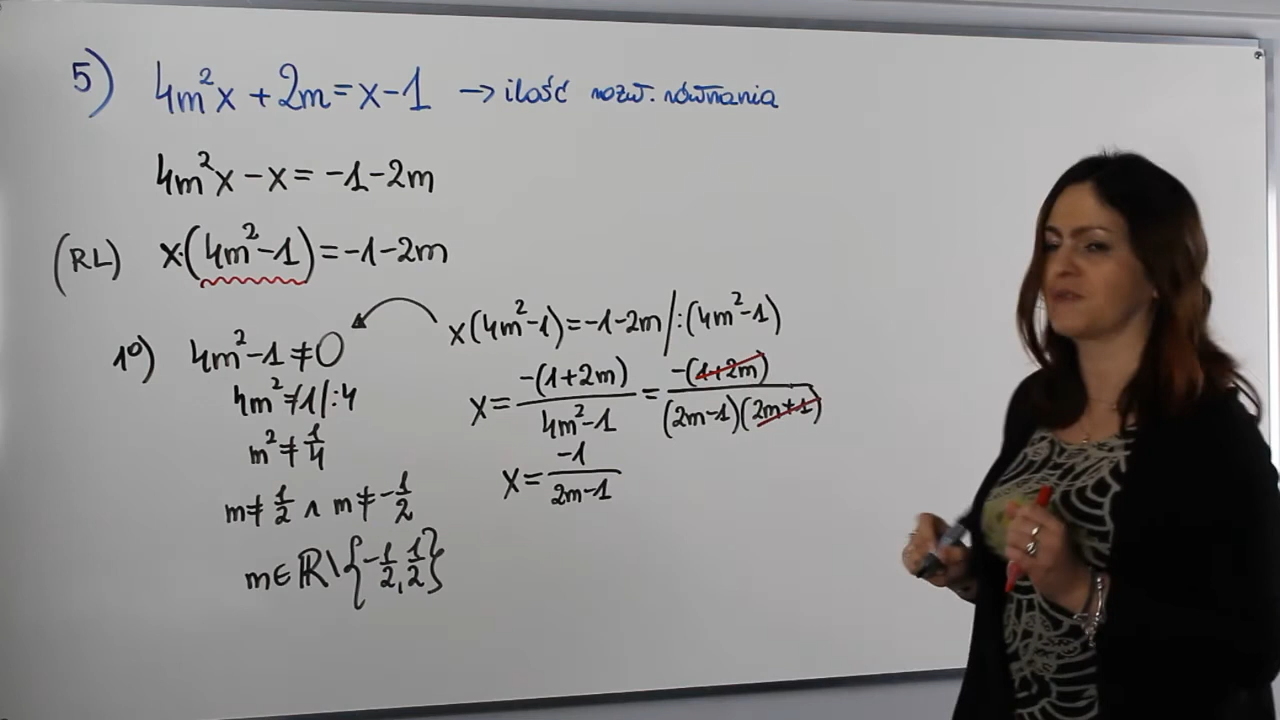 5) 4m²x + 2m = x - 1 → ilość rozw. równania
4m²x - x = -1 - 2m
(RL) x·(4m² - 1) = -1 - 2m
1⁰) 4m² - 1 ≠ 0
4m² ≠ 1 /:4
m² ≠ 1/4
m ≠ 1/2 ∧ m ≠ -1/2
m ∈ ℝ \ {-1/2, 1/2}
x(4m² - 1) = -1 - 2m /:(4m² - 1)
x = -(1 + 2m)/(4m² - 1) = -(1 + 2m)/((2m - 1)(2m + 1))
x = -1/(2m - 1)